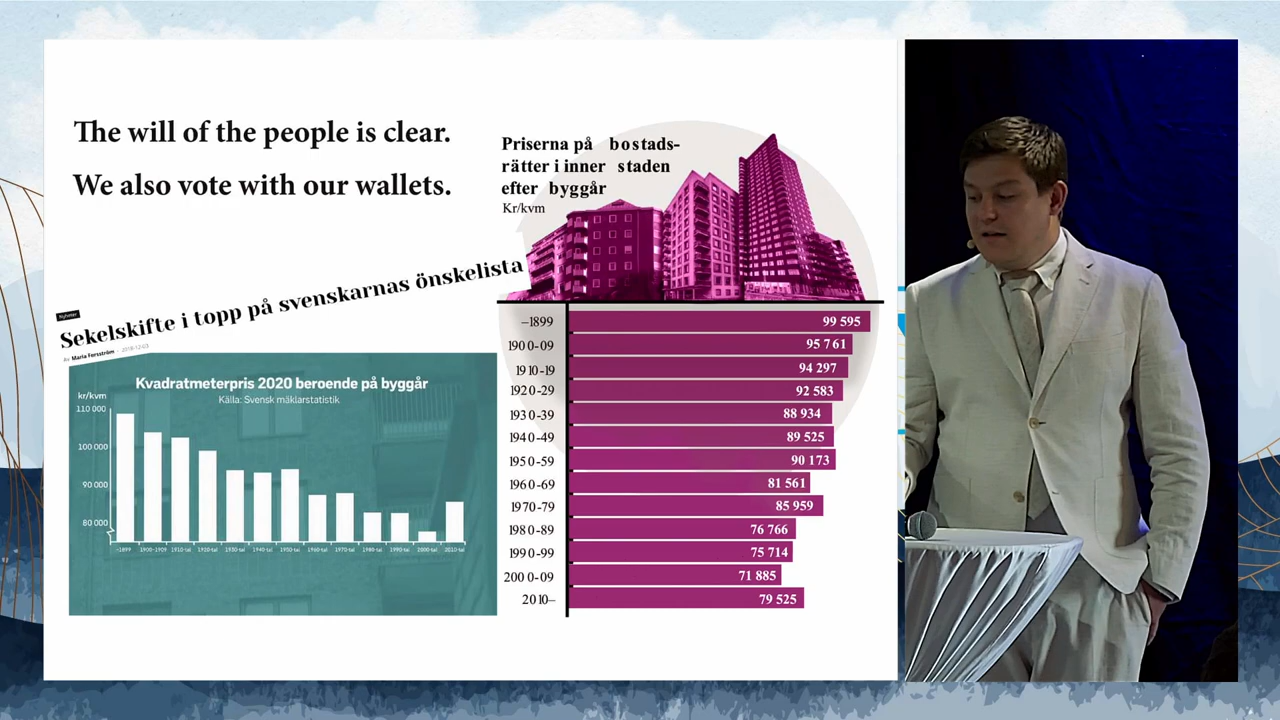 The will of the people is clear.
We also vote with our wallets.
Nyheter
Sekelskifte i topp på svenskarnas önskelista
Av Maria Forsström - 2019-12-03
Kvadratmeterpris 2020 beroende på byggår
Källa: Svensk mäklarstatistik
kr/kvm
110 000
100 000
90 000
80 000
<1899 1900-1909 1910-tal 1920-tal 1930-tal 1940-tal 1950-tal 1960-tal 1970-tal 1980-tal 1990-tal 2000-tal 2010-tal
Priserna på bostads-
rätter i inner staden
efter byggår
Kr/kvm
–1899 99 595
1900-09 95 761
1910-19 94 297
1920-29 92 583
1930-39 88 934
1940-49 89 525
1950-59 90 173
1960-69 81 561
1970-79 85 959
1980-89 76 766
1990-99 75 714
2000-09 71 885
2010– 79 525